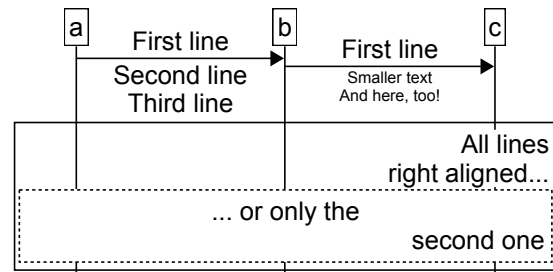 a
b
c
First line
Second line
Third line
First line
Smaller text
And here, too!
All lines
right aligned...
... or only the
second one